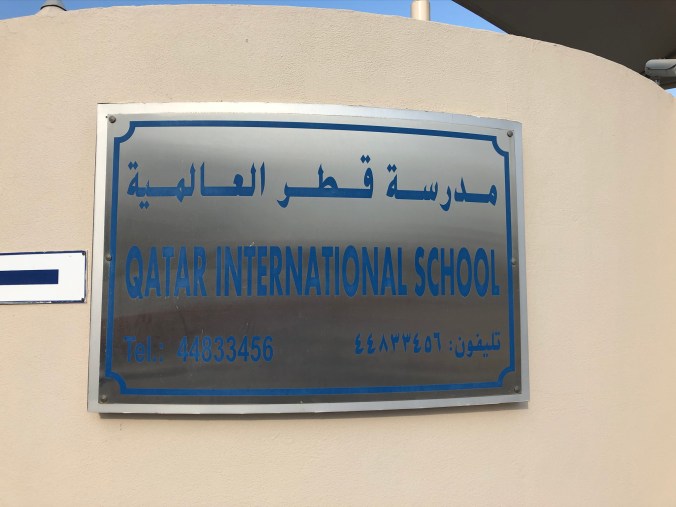 مدرسة قطر العالمية
QATAR INTERNATIONAL SCHOOL
Tel.: 44833456 تليفون: ٤٤٨٣٣٤٥٦